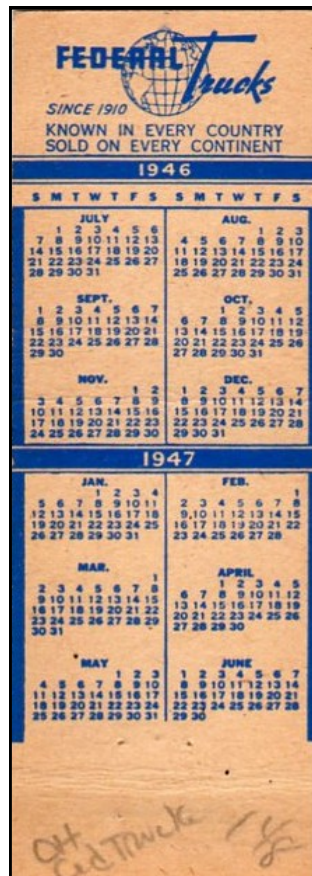 FEDERAL Trucks
SINCE 1910
KNOWN IN EVERY COUNTRY
SOLD ON EVERY CONTINENT
1946
S M T W T F S S M T W T F S
JULY
1 2 3 4 5 6
7 8 9 10 11 12 13
14 15 16 17 18 19 20
21 22 23 24 25 26 27
28 29 30 31
AUG.
1 2 3
4 5 6 7 8 9 10
11 12 13 14 15 16 17
18 19 20 21 22 23 24
25 26 27 28 29 30 31
SEPT.
1 2 3 4 5 6 7
8 9 10 11 12 13 14
15 16 17 18 19 20 21
22 23 24 25 26 27 28
29 30
OCT.
1 2 3 4 5
6 7 8 9 10 11 12
13 14 15 16 17 18 19
20 21 22 23 24 25 26
27 28 29 30 31
NOV.
1 2
3 4 5 6 7 8 9
10 11 12 13 14 15 16
17 18 19 20 21 22 23
24 25 26 27 28 29 30
DEC.
1 2 3 4 5 6 7
8 9 10 11 12 13 14
15 16 17 18 19 20 21
22 23 24 25 26 27 28
29 30 31
1947
JAN.
1 2 3 4
5 6 7 8 9 10 11
12 13 14 15 16 17 18
19 20 21 22 23 24 25
26 27 28 29 30 31
FEB.
1
2 3 4 5 6 7 8
9 10 11 12 13 14 15
16 17 18 19 20 21 22
23 24 25 26 27 28
MAR.
1
2 3 4 5 6 7 8
9 10 11 12 13 14 15
16 17 18 19 20 21 22
23 24 25 26 27 28 29
30 31
APRIL
1 2 3 4 5
6 7 8 9 10 11 12
13 14 15 16 17 18 19
20 21 22 23 24 25 26
27 28 29 30
MAY
1 2 3
4 5 6 7 8 9 10
11 12 13 14 15 16 17
18 19 20 21 22 23 24
25 26 27 28 29 30 31
JUNE
1 2 3 4 5 6 7
8 9 10 11 12 13 14
15 16 17 18 19 20 21
22 23 24 25 26 27 28
29 30
OH